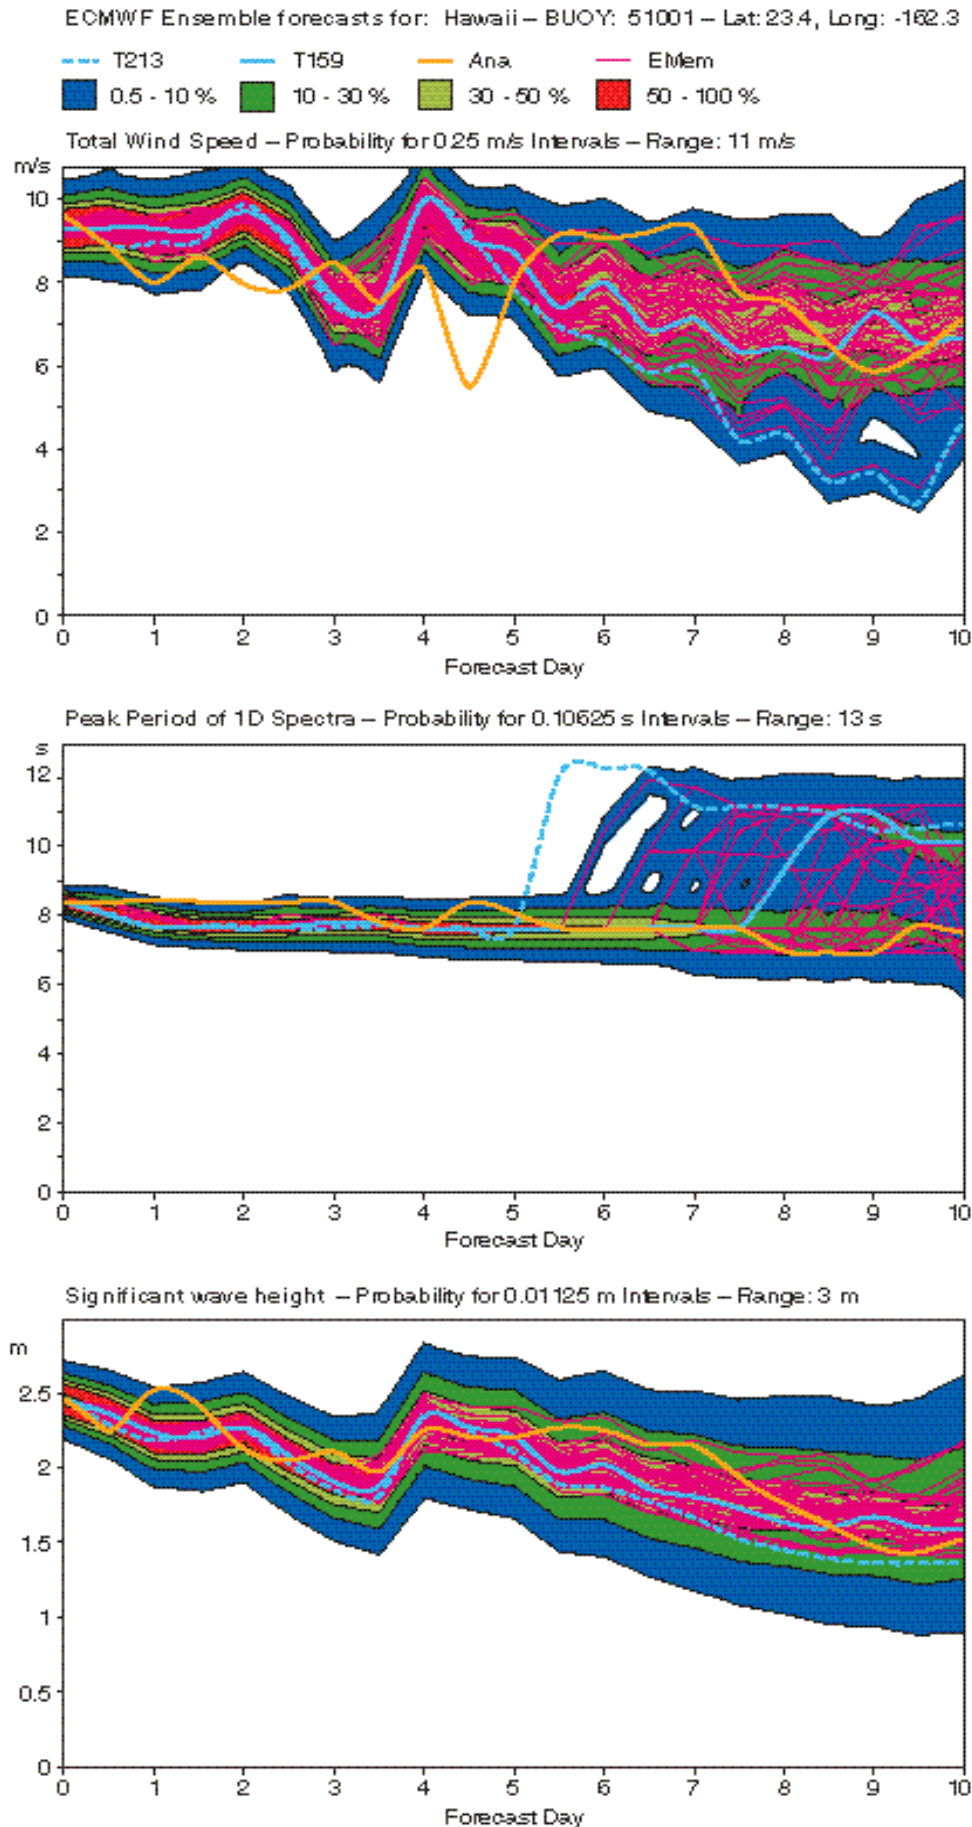 ECMWF Ensemble forecasts for: Hawaii – BUOY: 51001 – Lat: 23.4, Long: -162.3
T213 T159 Ana EMem
0.5 - 10 % 10 - 30 % 30 - 50 % 50 - 100 %
Total Wind Speed – Probability for 0.25 m/s Intervals – Range: 11 m/s
m/s
10
8
6
4
2
0
0 1 2 3 4 5 6 7 8 9 10
Forecast Day
Peak Period of 1D Spectra – Probability for 0.10625 s Intervals – Range: 13 s
s
12
10
8
6
4
2
0
0 1 2 3 4 5 6 7 8 9 10
Forecast Day
Significant wave height – Probability for 0.01125 m Intervals – Range: 3 m
m
2.5
2
1.5
1
0.5
0
0 1 2 3 4 5 6 7 8 9 10
Forecast Day